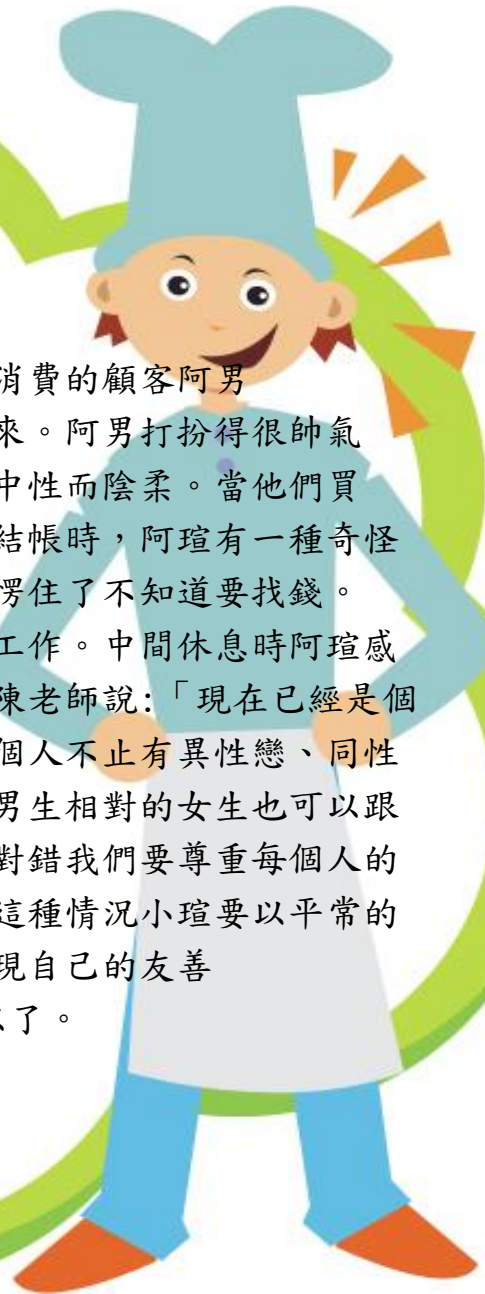 消費的顧客阿男
來。阿男打扮得很帥氣
中性而陰柔。當他們買
結帳時，阿瑄有一種奇怪
愣住了不知道要找錢。
工作。中間休息時阿瑄感
陳老師說:「現在已經是個
個人不止有異性戀、同性
男生相對的女生也可以跟
對錯我們要尊重每個人的
這種情況小瑄要以平常的
現自己的友善
了。